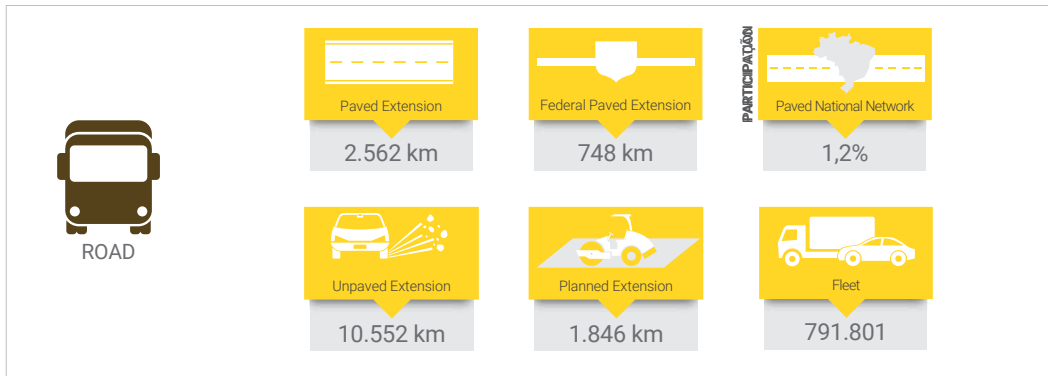 ROAD
Paved Extension
2.562 km
Federal Paved Extension
748 km
PARTICIPATÇÃON
Paved National Network
1,2%
Unpaved Extension
10.552 km
Planned Extension
1.846 km
Fleet
791.801